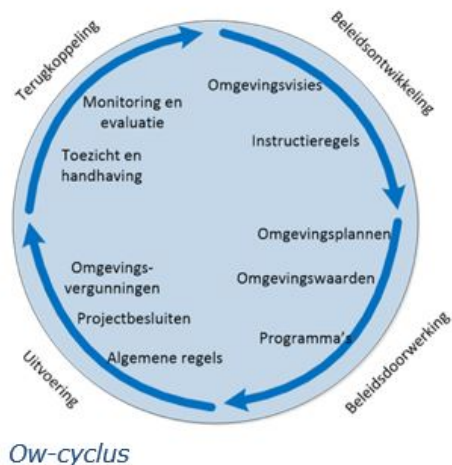 Terugkoppeling
Beleidsontwikkeling
Omgevingsvisies
Monitoring en
evaluatie
Instructieregels
Toezicht en
handhaving
Omgevingsplannen
Omgevings-
vergunningen
Omgevingswaarden
Projectbesluiten
Programma's
Algemene regels
Uitvoering
Beleidsdoorwerking
Ow-cyclus